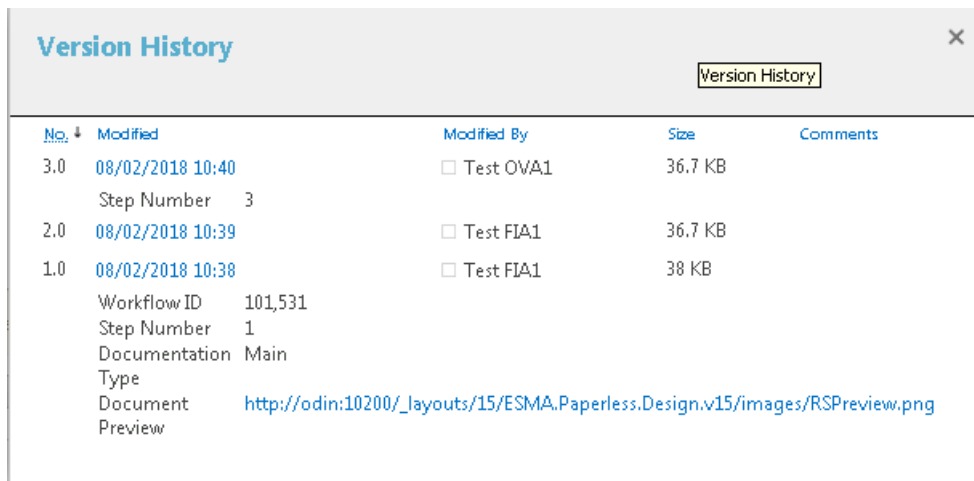 Version History
Version History
No. Modified Modified By Size Comments
3.0 08/02/2018 10:40 Test OVA1 36.7 KB
Step Number 3
2.0 08/02/2018 10:39 Test FIA1 36.7 KB
1.0 08/02/2018 10:38 Test FIA1 38 KB
Workflow ID 101,531
Step Number 1
Documentation Main
Type
Document http://odin:10200/_layouts/15/ESMA.Paperless.Design.v15/images/RSPreview.png
Preview